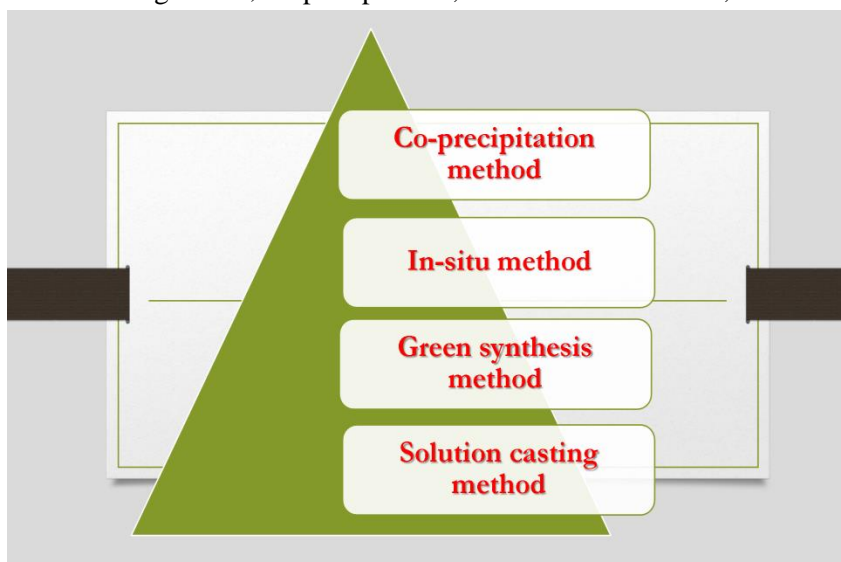 Co-precipitation
method
In-situ method
Green synthesis
method
Solution casting
method